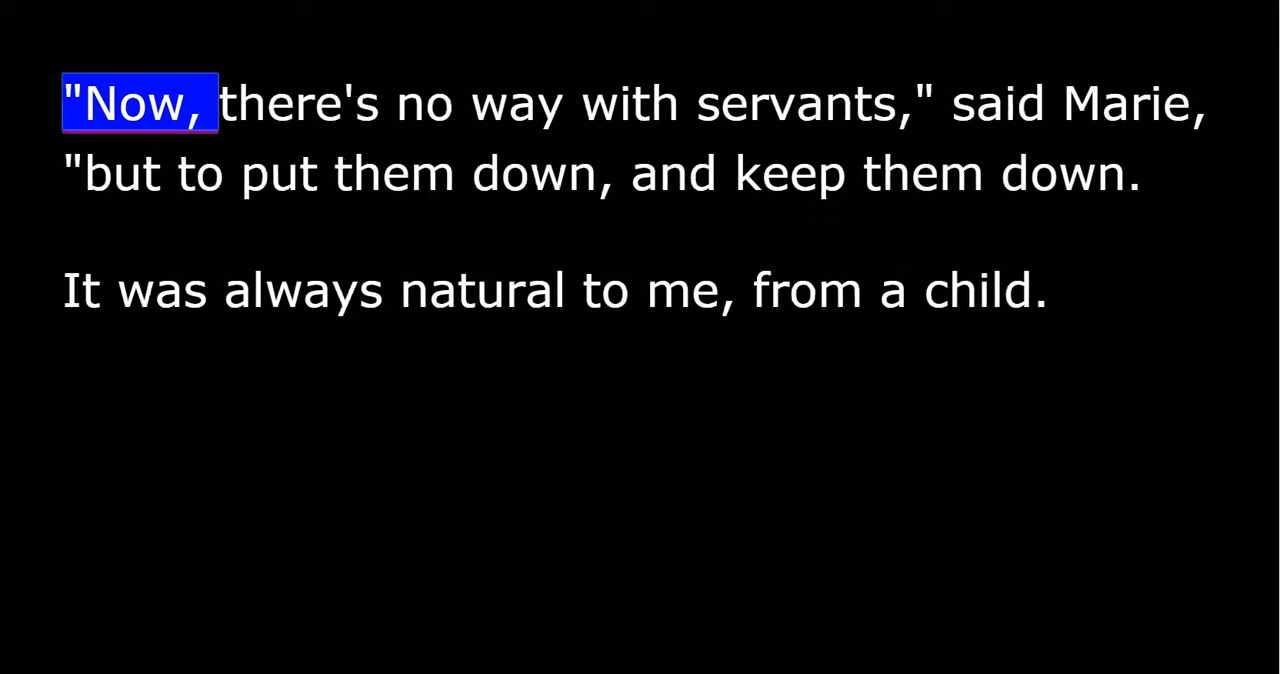 "Now, there's no way with servants," said Marie,
"but to put them down, and keep them down.
It was always natural to me, from a child.